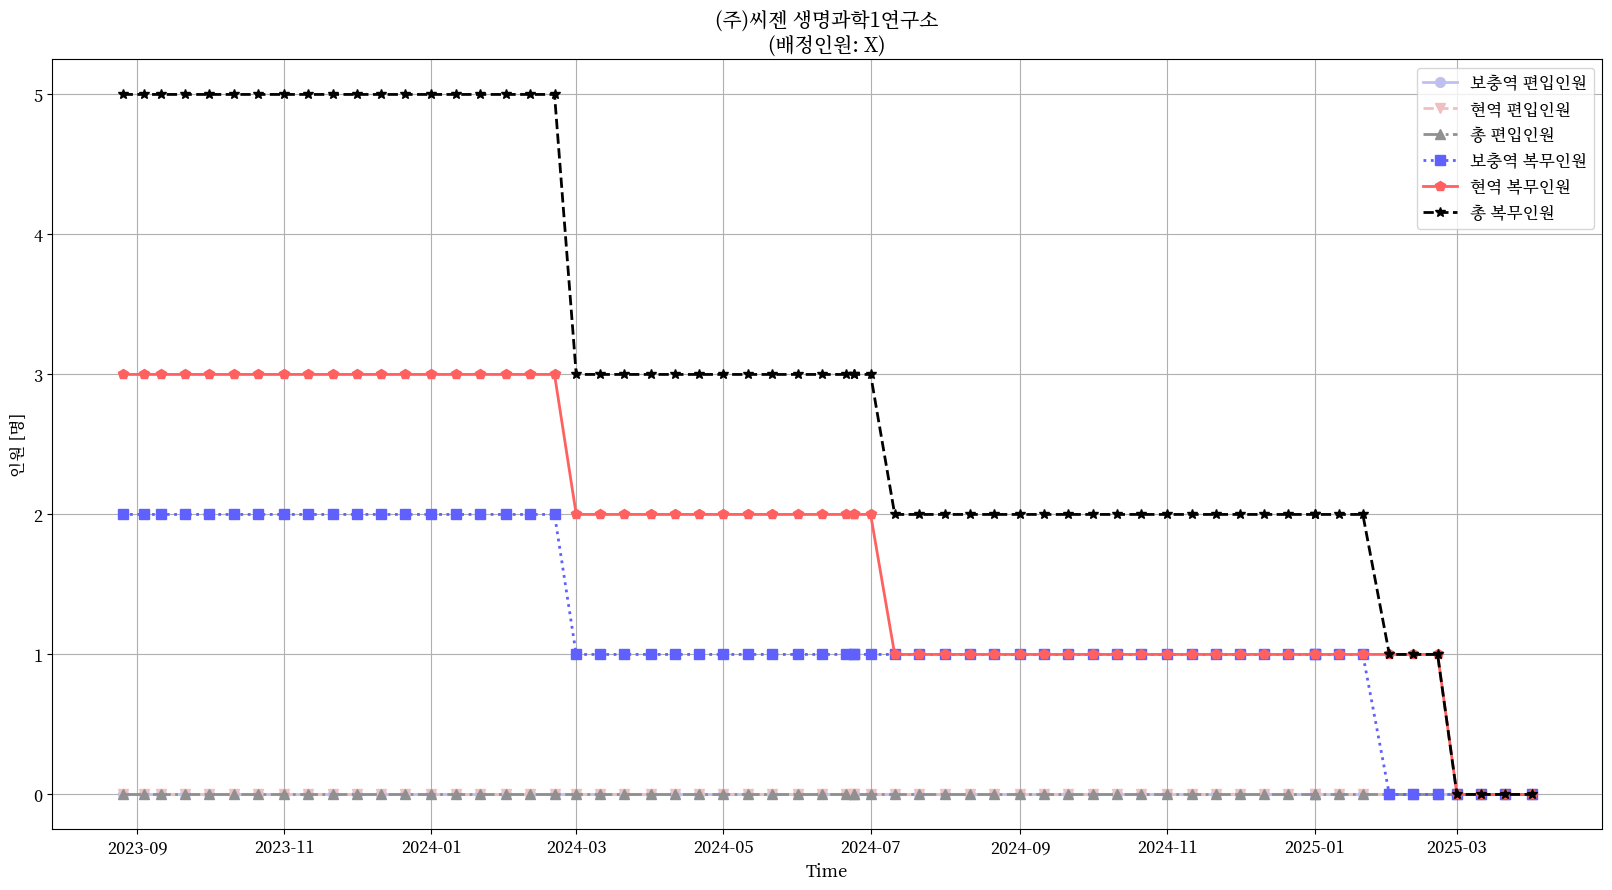 (주)씨젠 생명과학1연구소
(배정인원: X)
보충역 편입인원
현역 편입인원
총 편입인원
보충역 복무인원
현역 복무인원
총 복무인원
인원 [명]
5
4
3
2
1
0
2023-09
2023-11
2024-01
2024-03
2024-05
2024-07
2024-09
2024-11
2025-01
2025-03
Time